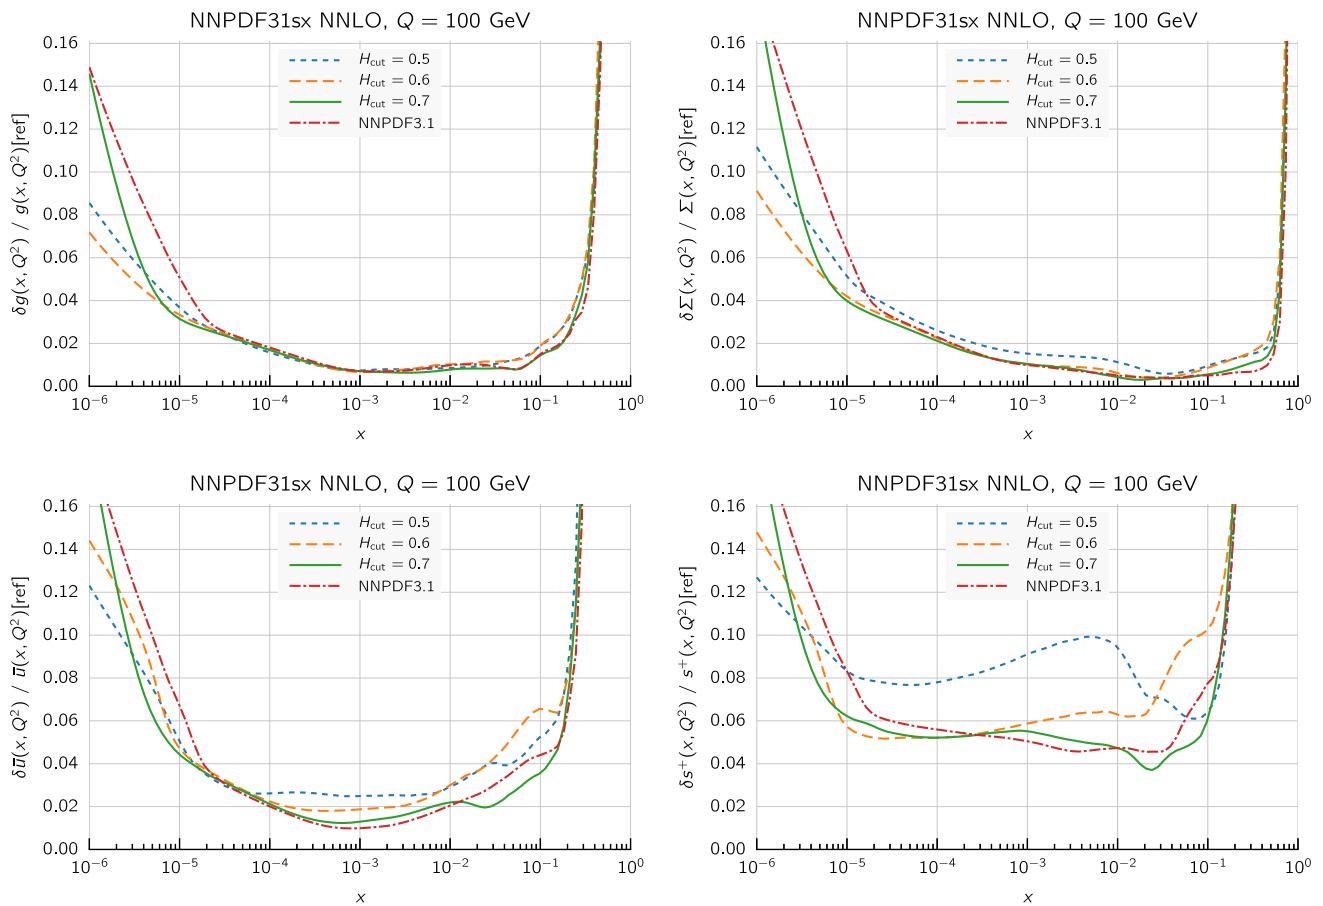 NNPDF31sx NNLO, Q = 100 GeV
δg(x, Q²) / g(x, Q²)[ref]
0.16
0.14
0.12
0.10
0.08
0.06
0.04
0.02
0.00
H_cut = 0.5
H_cut = 0.6
H_cut = 0.7
NNPDF3.1
10⁻⁶ 10⁻⁵ 10⁻⁴ 10⁻³ 10⁻² 10⁻¹ 10⁰
x
NNPDF31sx NNLO, Q = 100 GeV
δΣ(x, Q²) / Σ(x, Q²)[ref]
0.16
0.14
0.12
0.10
0.08
0.06
0.04
0.02
0.00
H_cut = 0.5
H_cut = 0.6
H_cut = 0.7
NNPDF3.1
10⁻⁶ 10⁻⁵ 10⁻⁴ 10⁻³ 10⁻² 10⁻¹ 10⁰
x
NNPDF31sx NNLO, Q = 100 GeV
δū(x, Q²) / ū(x, Q²)[ref]
0.16
0.14
0.12
0.10
0.08
0.06
0.04
0.02
0.00
H_cut = 0.5
H_cut = 0.6
H_cut = 0.7
NNPDF3.1
10⁻⁶ 10⁻⁵ 10⁻⁴ 10⁻³ 10⁻² 10⁻¹ 10⁰
x
NNPDF31sx NNLO, Q = 100 GeV
δs⁺(x, Q²) / s⁺(x, Q²)[ref]
0.16
0.14
0.12
0.10
0.08
0.06
0.04
0.02
0.00
H_cut = 0.5
H_cut = 0.6
H_cut = 0.7
NNPDF3.1
10⁻⁶ 10⁻⁵ 10⁻⁴ 10⁻³ 10⁻² 10⁻¹ 10⁰
x